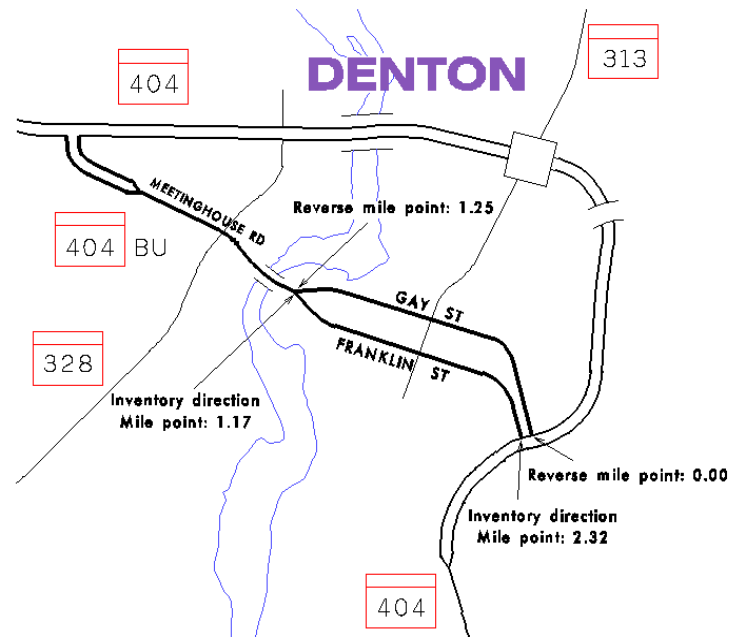 DENTON
313
404
MEETINGHOUSE RD
Reverse mile point: 1.25
404 BU
GAY ST
328
FRANKLIN ST
Inventory direction
Mile point: 1.17
Reverse mile point: 0.00
Inventory direction
Mile point: 2.32
404